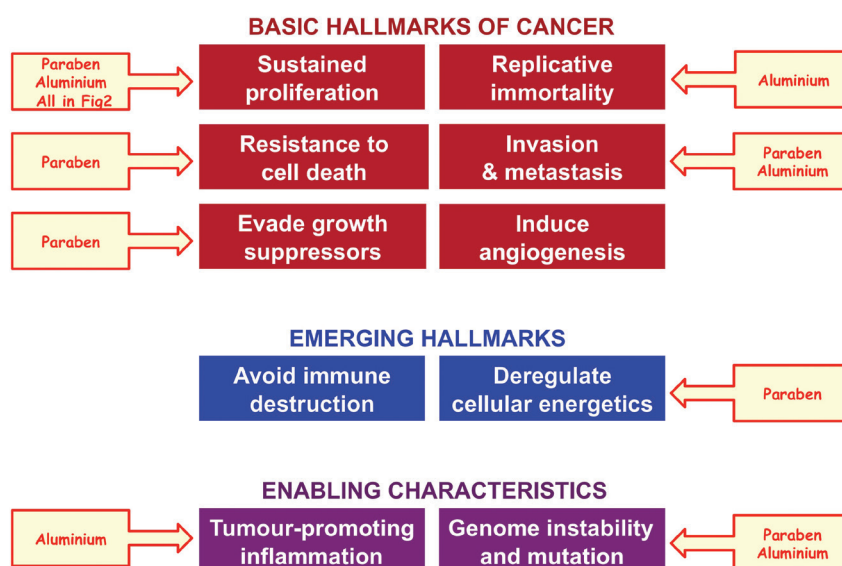 BASIC HALLMARKS OF CANCER
Paraben
Aluminium
All in Fig2
Sustained
proliferation
Replicative
immortality
Aluminium
Paraben
Resistance to
cell death
Invasion
& metastasis
Paraben
Aluminium
Paraben
Evade growth
suppressors
Induce
angiogenesis
EMERGING HALLMARKS
Avoid immune
destruction
Deregulate
cellular energetics
Paraben
ENABLING CHARACTERISTICS
Aluminium
Tumour-promoting
inflammation
Genome instability
and mutation
Paraben
Aluminium